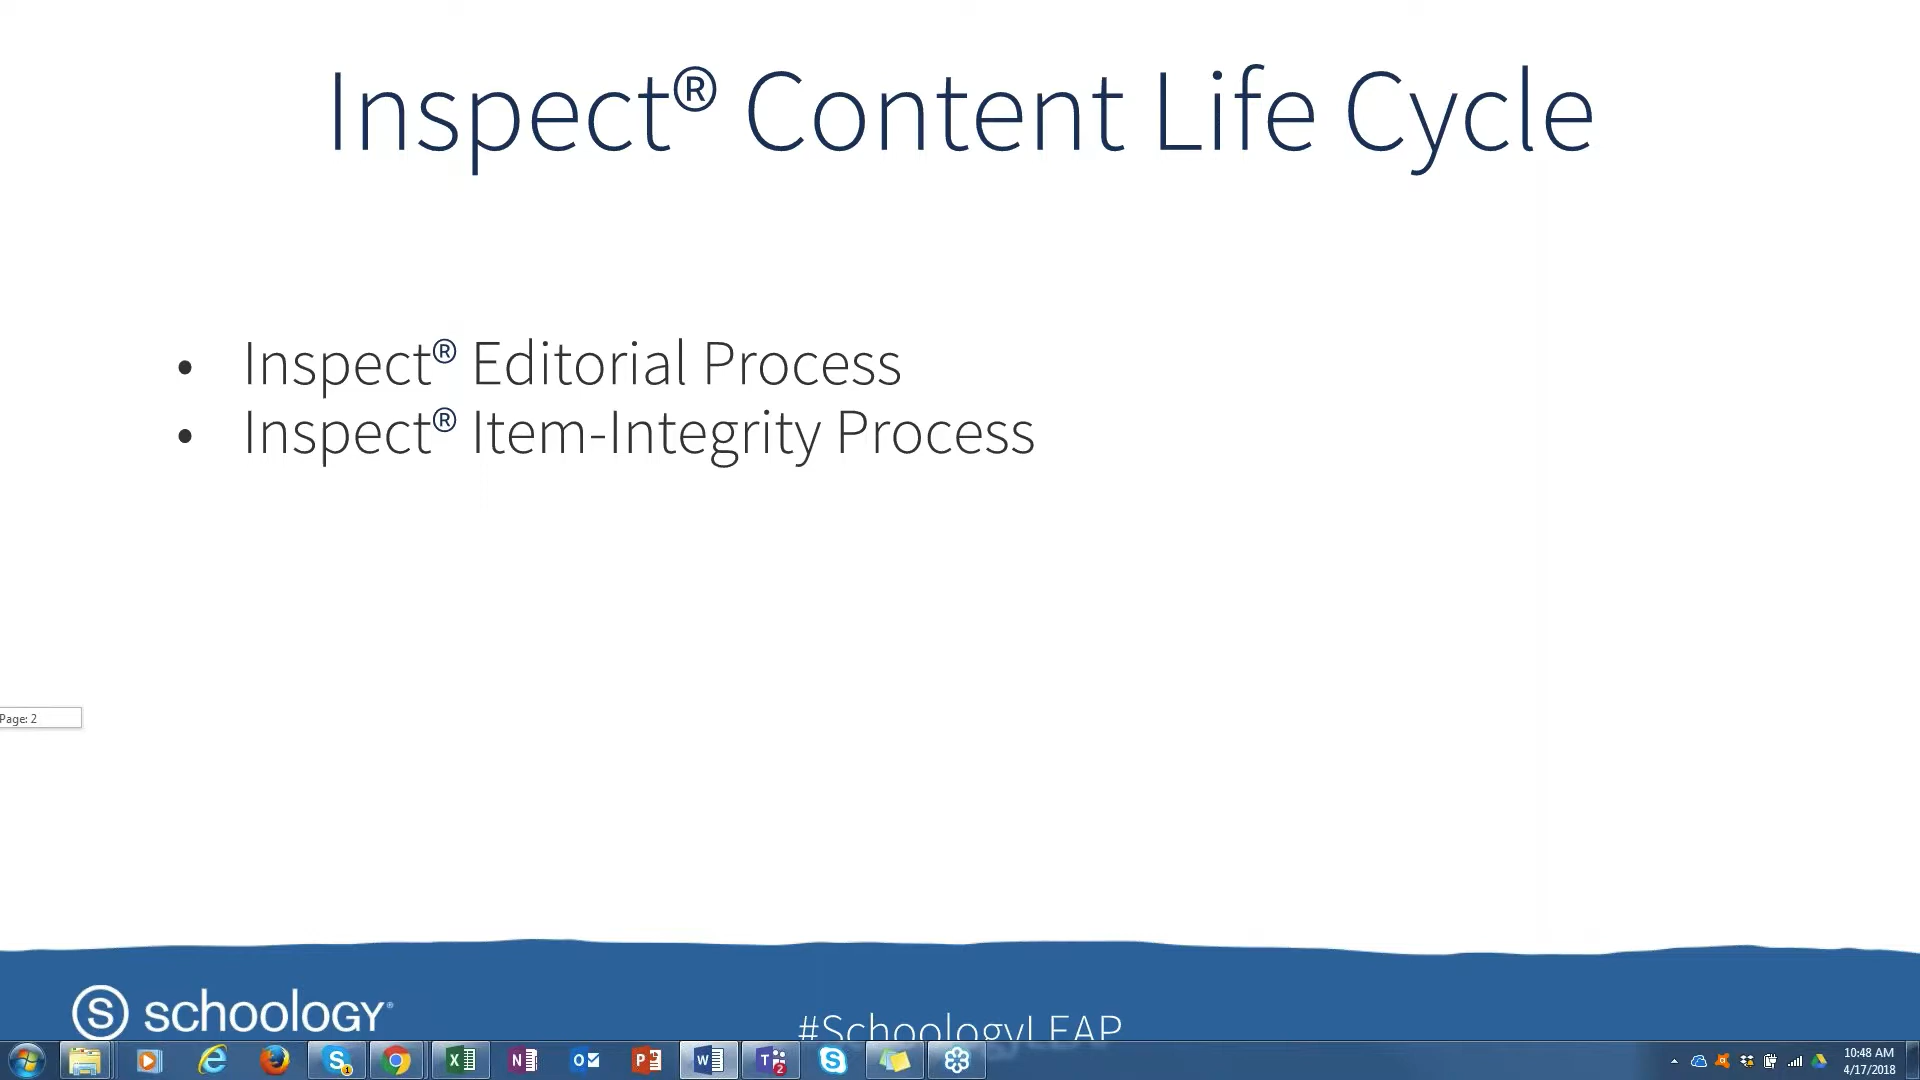 Inspect® Content Life Cycle
• Inspect® Editorial Process
• Inspect® Item-Integrity Process
Page: 2
schoology®
#SchoologyLEAP
10:48 AM
4/17/2018